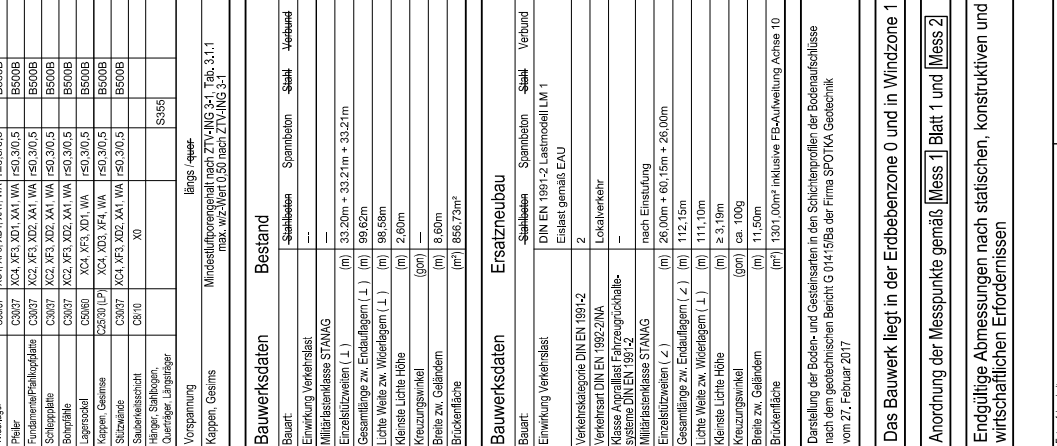 Pfeiler C30/37 XC4, XF3, XD1, XA1, WA r≤0,3/0,5 B500B
Fundamente/Pfahlkopfplatte C30/37 XC2, XF3, XD2, XA1, WA r≤0,3/0,5 B500B
Schleppplatte C30/37 XC2, XF3, XD2, XA1, WA r≤0,3/0,5 B500B
Bohrpfähle C30/37 XC2, XF3, XD2, XA1, WA r≤0,3/0,5 B500B
Lagersockel C50/60 XC4, XF3, XD1, WA r≤0,3/0,5 B500B
Kappen, Gesimse C25/30 (LP) XC4, XD3, XF4, WA r≤0,3/0,5 B500B
Stützwände C30/37 XC4, XF3, XD2, XA1, WA r≤0,3/0,5 B500B
Sauberkeitsschicht C8/10 X0
Hänger, Stahlbogen,
Querträger, Längsträger S355
Vorspannung längs / quer
Kappen, Gesims Mindestluftporengehalt nach ZTV-ING 3-1, Tab. 3.1.1
max. w/z-Wert 0,50 nach ZTV-ING 3-1
Bauwerksdaten Bestand
Bauart: Stahlbeton Spannbeton Stahl Verbund
Einwirkung Verkehrslast --
Militärlastenklasse STANAG –
Einzelstützweiten ( ⊥ ) (m) 33.20m + 33.21m + 33.21m
Gesamtlänge zw. Endauflagern ( ⊥ ) (m) 99,62m
Lichte Weite zw. Widerlagern ( ⊥ ) (m) 98,58m
Kleinste Lichte Höhe (m) 2,60m
Kreuzungswinkel (gon) –
Breite zw. Geländern (m) 8,60m
Brückenfläche (m²) 856,73m²
Bauwerksdaten Ersatzneubau
Bauart Stahlbeton Spannbeton Stahl Verbund
Einwirkung Verkehrslast DIN EN 1991-2 Lastmodell LM 1
Eislast gemäß EAU
Verkehrskategorie DIN EN 1991-2 2
Verkehrsart DIN EN 1992-2/NA Lokalverkehr
Klasse Anprallast Fahrzeugrückhalte-
systeme DIN EN 1991-2 –
Militärlastenklasse STANAG nach Einstufung
Einzelstützweiten ( ∠ ) (m) 26,00m + 60,15m + 26,00m
Gesamtlänge zw. Endauflagern ( ∠ ) (m) 112,15m
Lichte Weite zw. Widerlagern ( ⊥ ) (m) 111,10m
Kleinste Lichte Höhe (m) ≥ 3,19m
Kreuzungswinkel (gon) ca. 100g
Breite zw. Geländern (m) 11,50m
Brückenfläche (m²) 1301,00m² inklusive FB-Aufweitung Achse 10
Darstellung der Boden- und Gesteinsarten in den Schichtenprofilen der Bodenaufschlüsse
nach dem geotechnischen Bericht G 01415/Ba der Firma SPOTKA Geotechnik
vom 27. Februar 2017
Das Bauwerk liegt in der Erdbebenzone 0 und in Windzone 1
Anordnung der Messpunkte gemäß Mess 1 Blatt 1 und Mess 2
Endgültige Abmessungen nach statischen, konstruktiven und
wirtschaftlichen Erfordernissen